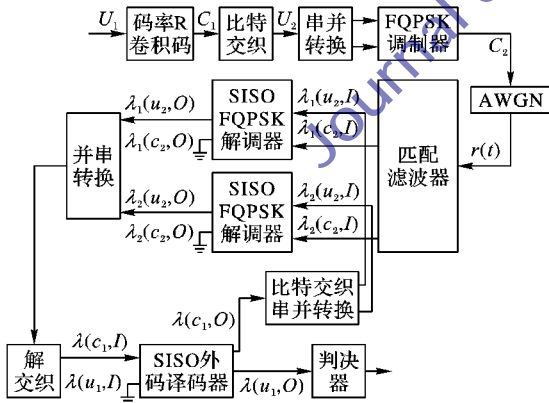 U₁
码率R
卷积码
C₁
比特
交织
U₂
串并
转换
FQPSK
调制器
C₂
AWGN
r(t)
匹配
滤波器
λ₁(u₂,I)
λ₁(c₂,I)
SISO
FQPSK
解调器
λ₁(u₂,O)
λ₁(c₂,O)
并串
转换
λ₂(u₂,I)
λ₂(c₂,I)
SISO
FQPSK
解调器
λ₂(u₂,O)
λ₂(c₂,O)
比特交织
串并转换
λ(c₁,O)
解
交织
λ(c₁,I)
λ(u₁,I)
SISO外
码译码器
λ(u₁,O)
判决
器
Journal